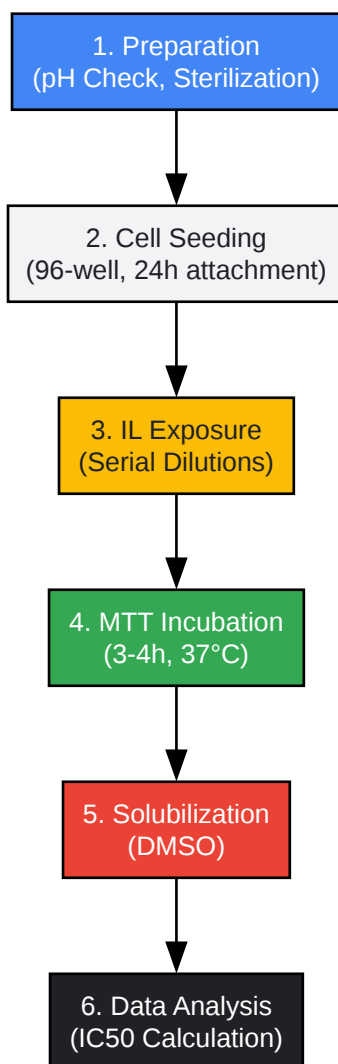 1. Preparation
(pH Check, Sterilization)
2. Cell Seeding
(96-well, 24h attachment)
3. IL Exposure
(Serial Dilutions)
4. MTT Incubation
(3-4h, 37°C)
5. Solubilization
(DMSO)
6. Data Analysis
(IC50 Calculation)